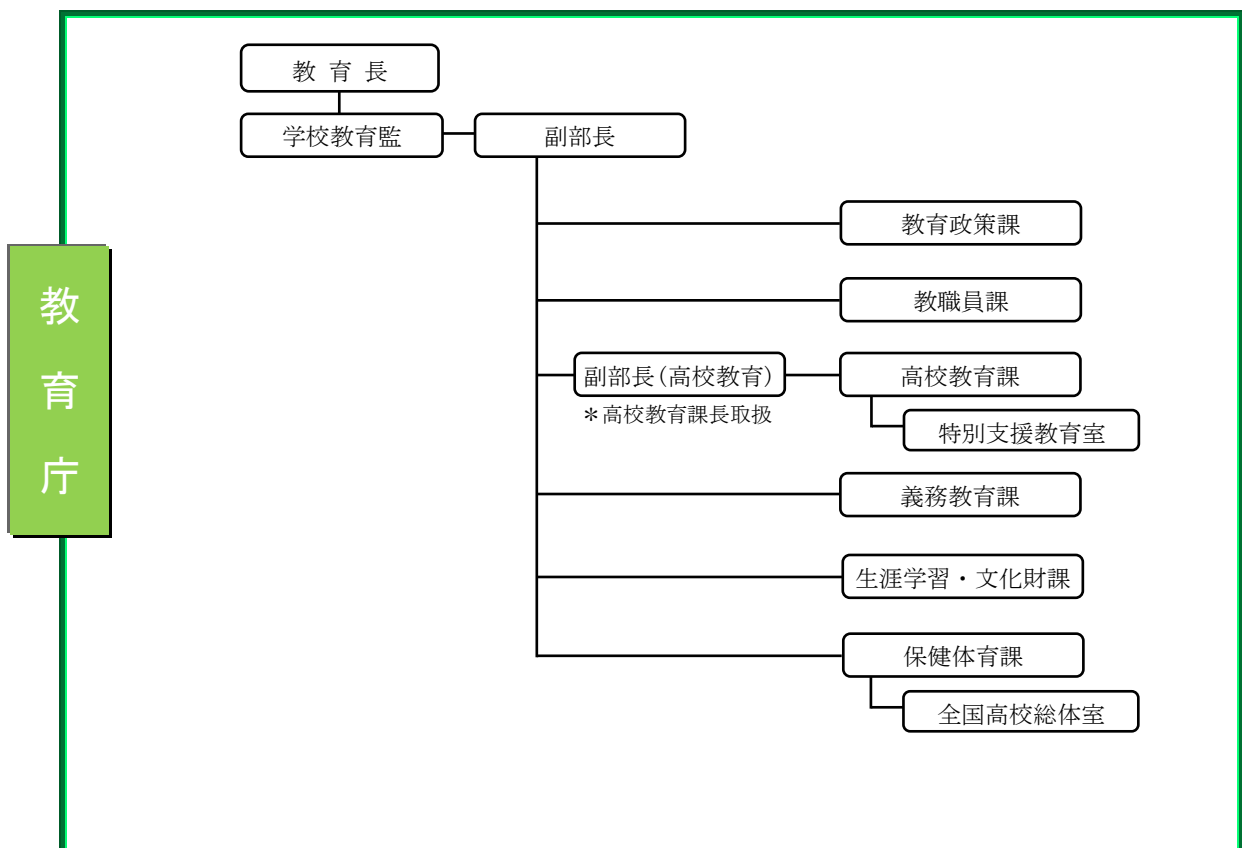 教育庁
教 育 長
学校教育監
副部長
教育政策課
教職員課
副部長(高校教育)
＊高校教育課長取扱
高校教育課
特別支援教育室
義務教育課
生涯学習・文化財課
保健体育課
全国高校総体室